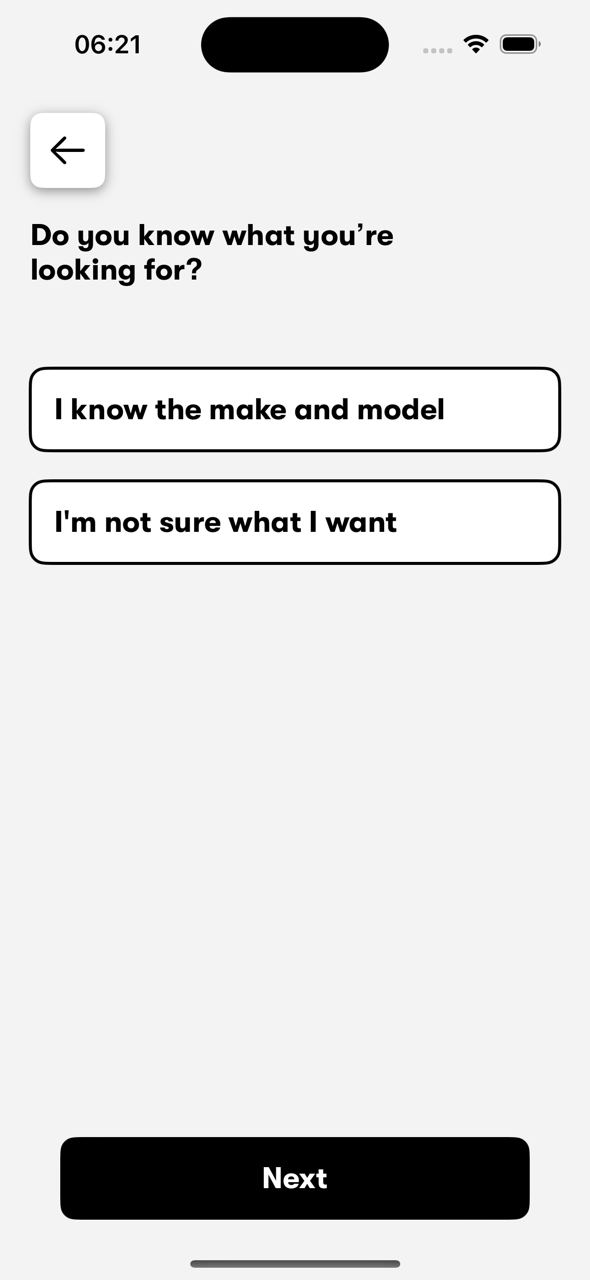 06:21
Do you know what you’re
looking for?
I know the make and model
I'm not sure what I want
Next